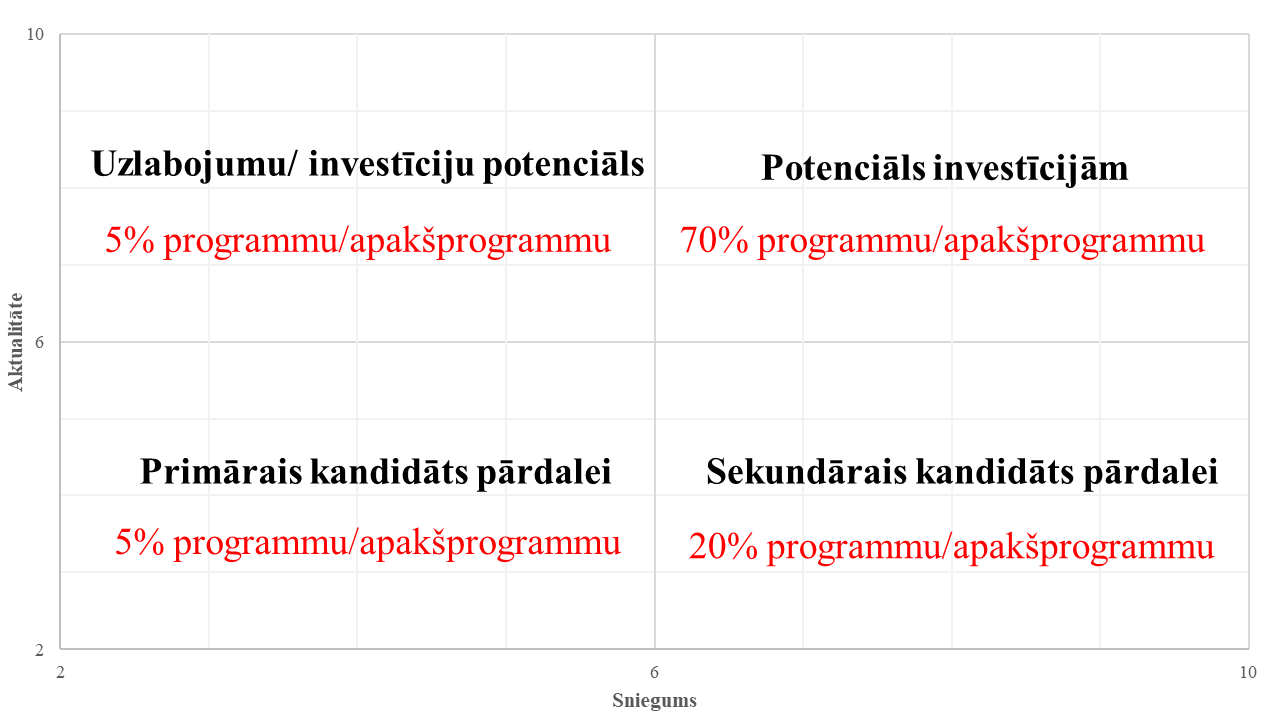 10
Uzlabojumu/ investīciju potenciāls
Potenciāls investīcijām
5% programmu/apakšprogrammu
70% programmu/apakšprogrammu
Aktualitāte
6
Primārais kandidāts pārdalei
Sekundārais kandidāts pārdalei
5% programmu/apakšprogrammu
20% programmu/apakšprogrammu
2
2
6
10
Sniegums